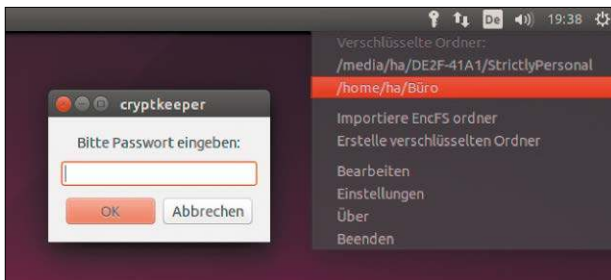 De 19:38
Verschlüsselte Ordner:
/media/ha/DE2F-41A1/StrictlyPersonal
/home/ha/Büro
Importiere EncFS ordner
Erstelle verschlüsselten Ordner
Bearbeiten
Einstellungen
Über
Beenden
cryptkeeper
Bitte Passwort eingeben:
OK Abbrechen